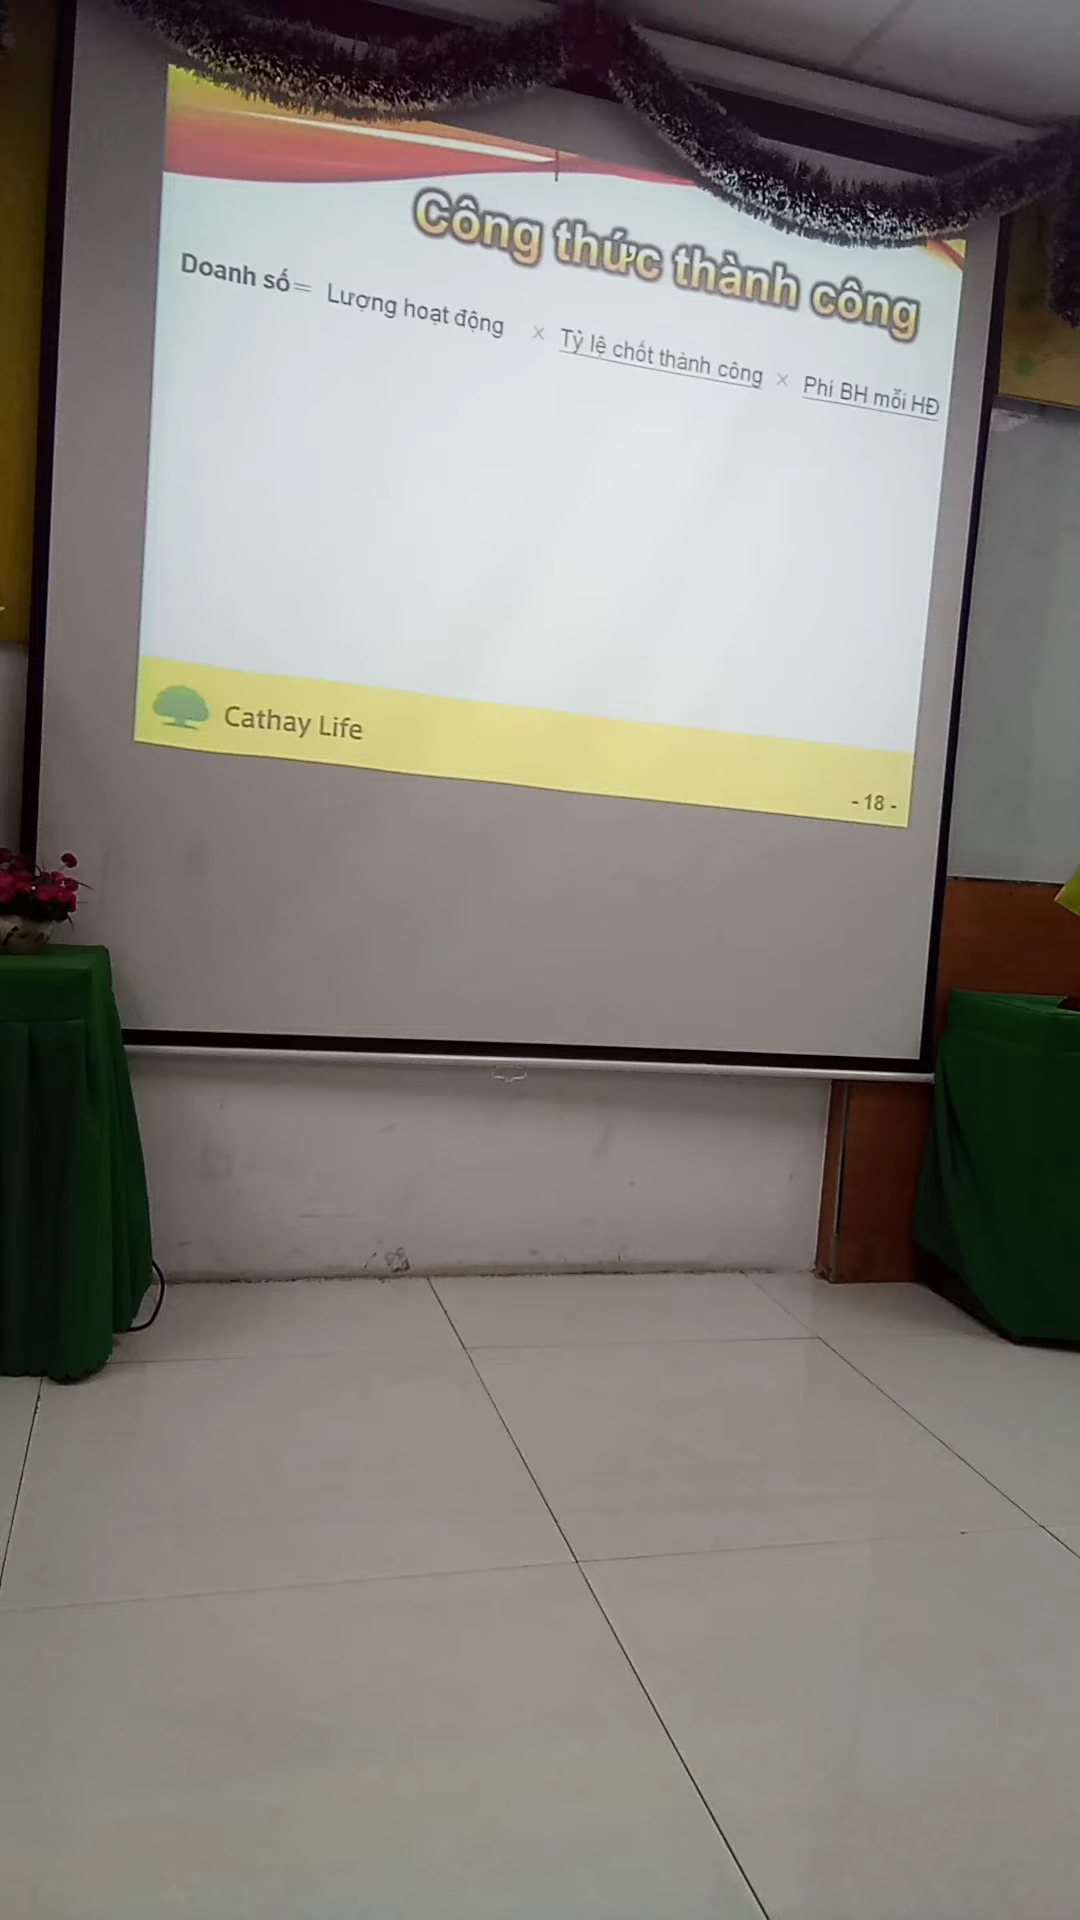 Công thức thành công
Doanh số= Lượng hoạt động × Tỷ lệ chốt thành công × Phí BH mỗi HĐ
Cathay Life
- 18 -